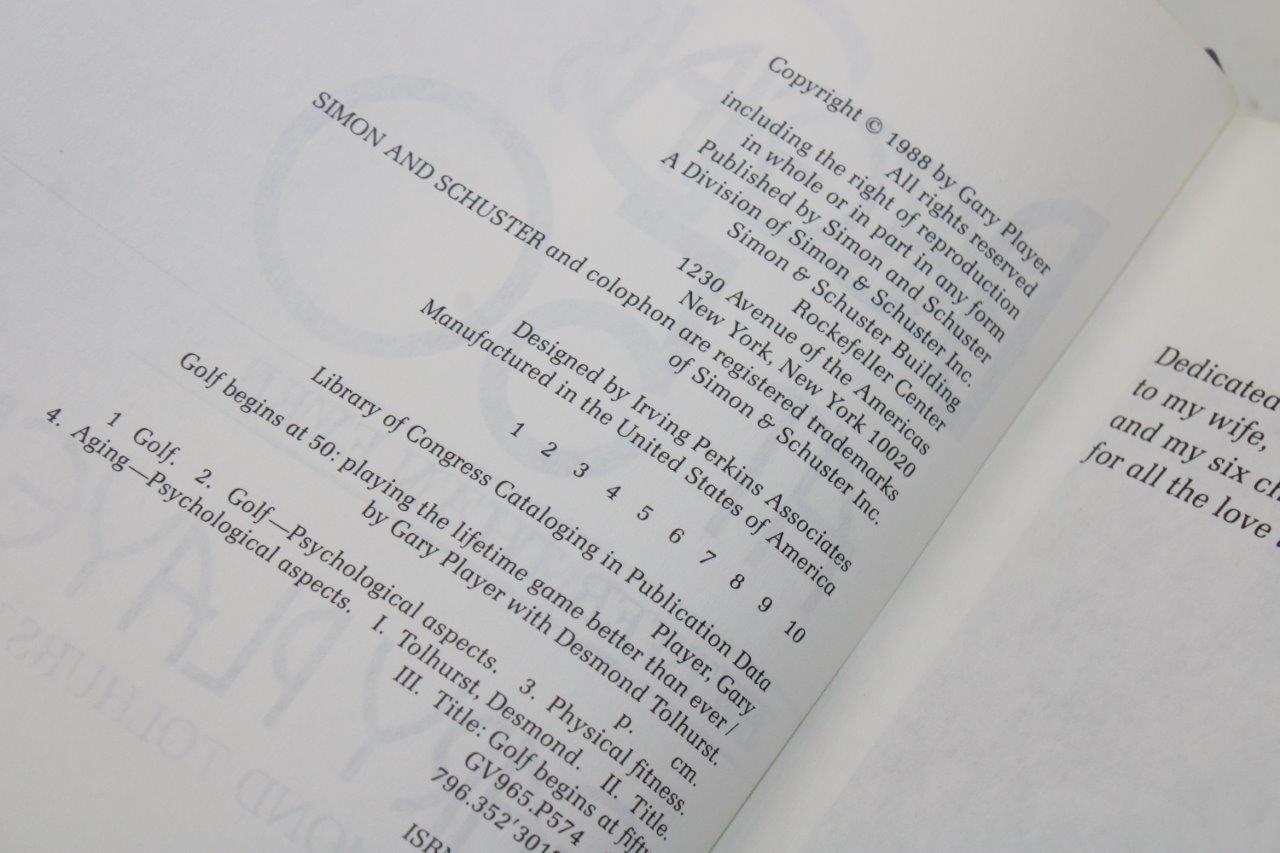 Copyright © 1988 by Gary Player
All rights reserved
including the right of reproduction
in whole or in part in any form
Published by Simon and Schuster
A Division of Simon & Schuster Inc.
Simon & Schuster Building
Rockefeller Center
1230 Avenue of the Americas
New York, New York 10020
SIMON AND SCHUSTER and colophon are registered trademarks
of Simon & Schuster Inc.
Designed by Irving Perkins Associates
Manufactured in the United States of America
1 2 3 4 5 6 7 8 9 10
Library of Congress Cataloging in Publication Data
Player, Gary
Golf begins at 50: playing the lifetime game better than ever /
by Gary Player with Desmond Tolhurst.
p. cm.
1 Golf. 2. Golf—Psychological aspects. 3. Physical fitness.
4. Aging—Psychological aspects. I. Tolhurst, Desmond. II. Title.
III. Title: Golf begins at fifty
GV965.P574
796.352'301
ISBN
Dedicated
to my wife,
and my six
for all the love